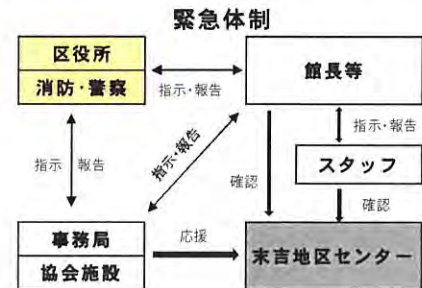 緊急体制
区役所
消防・警察
館長等
指示・報告
指示・報告
指示 報告
指示・報告
確認
スタッフ
確認
事務局
協会施設
応援
末吉地区センター